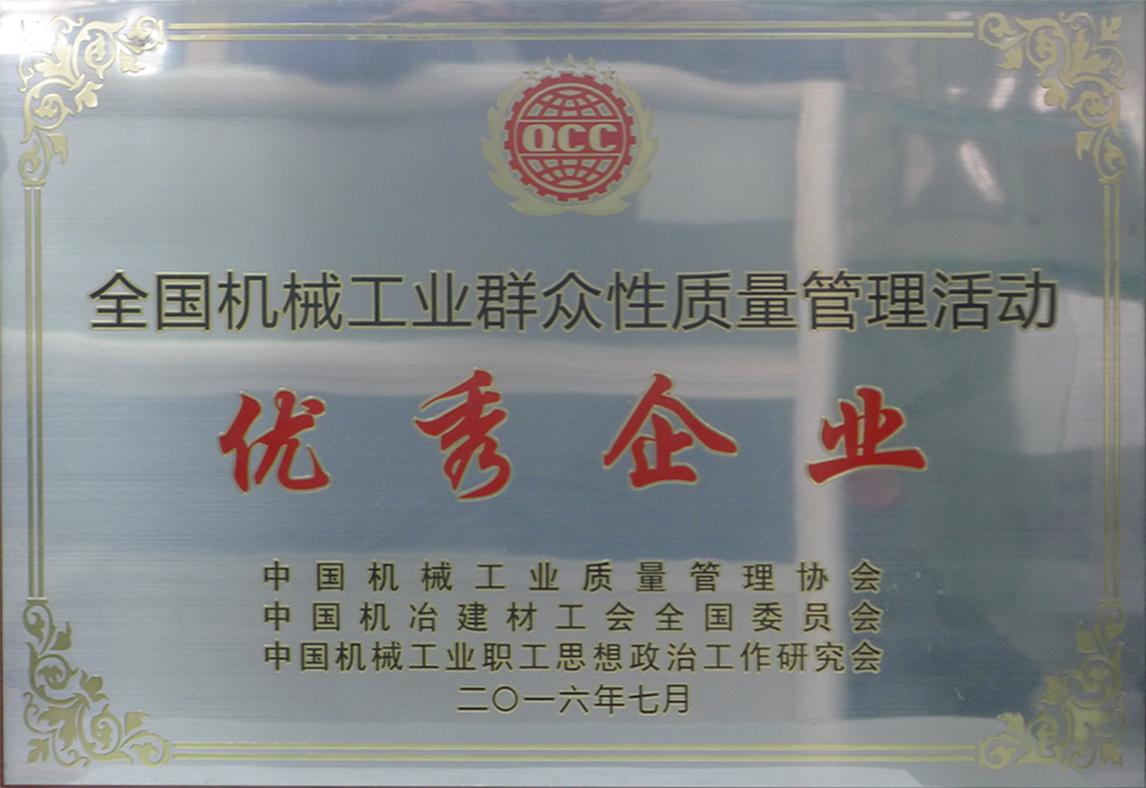 QCC
全国机械工业群众性质量管理活动
优秀企业
中国机械工业质量管理协会
中国机冶建材工会全国委员会
中国机械工业职工思想政治工作研究会
二〇一六年七月